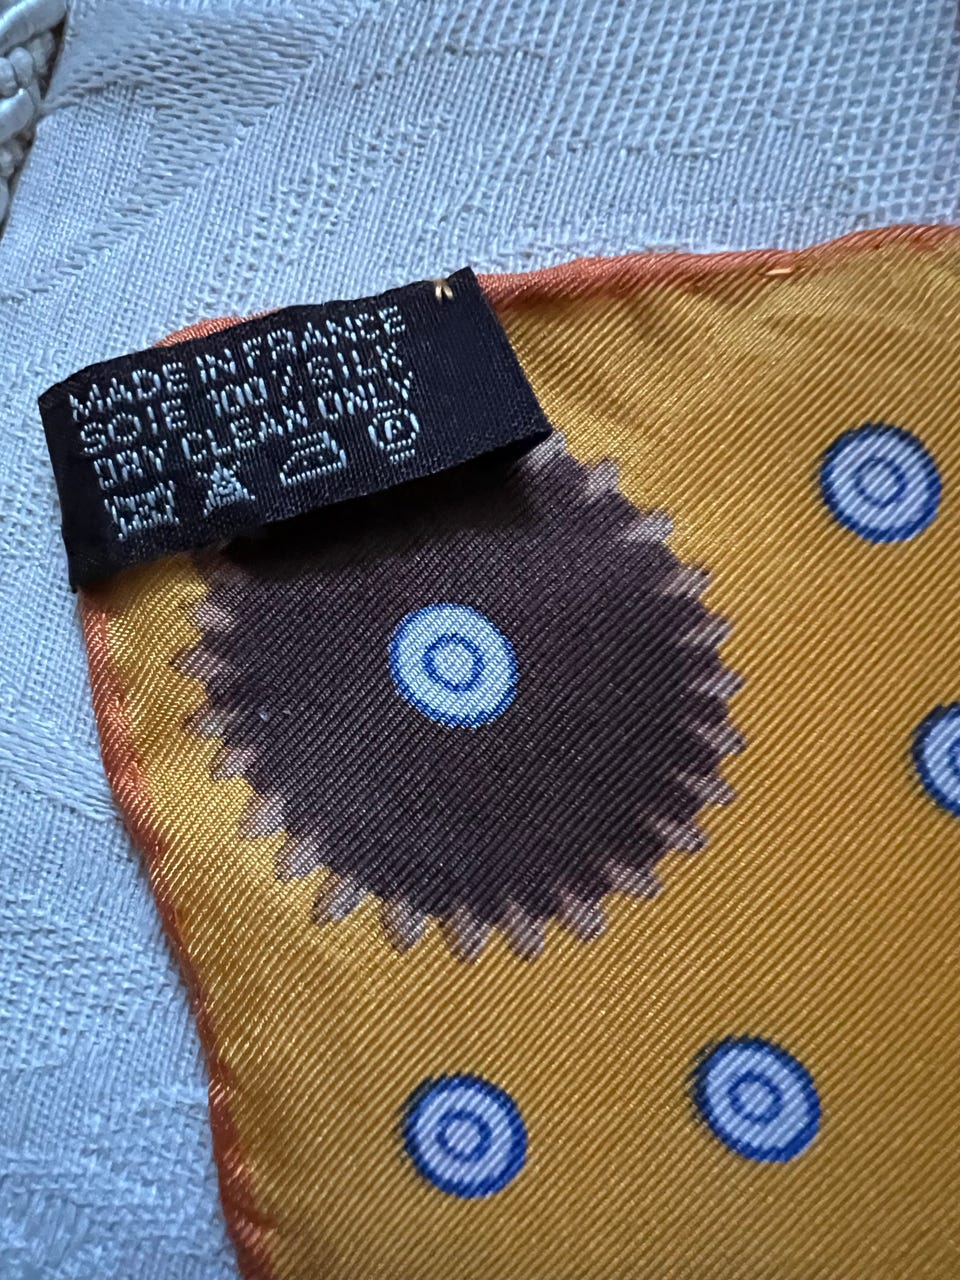 MADE IN FRANCE
SOIE 100 / SILK
DRY CLEAN ONLY